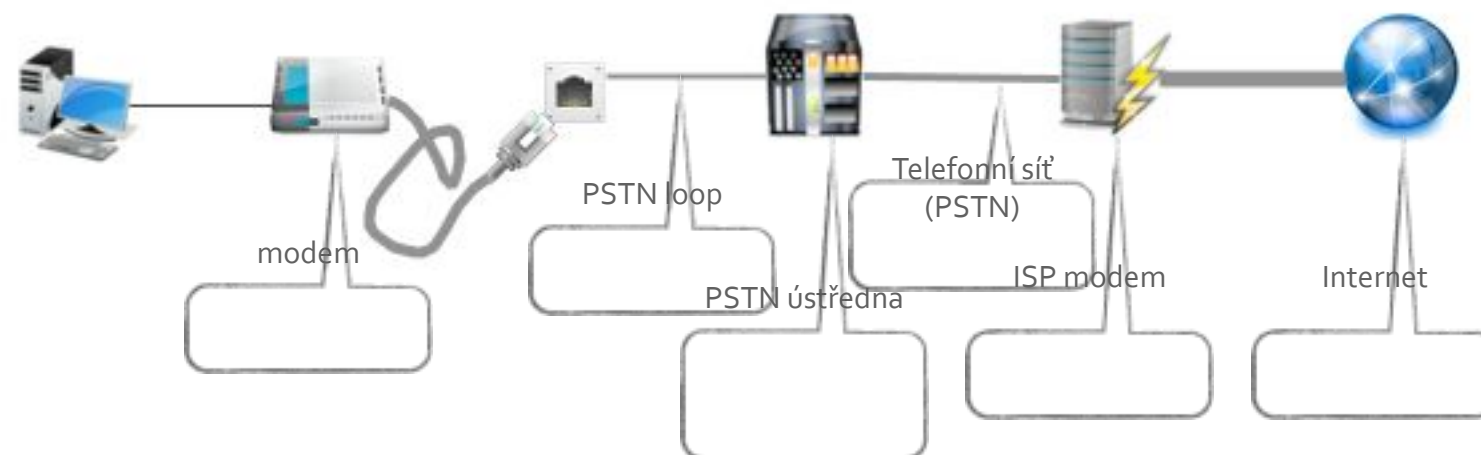 modem
PSTN loop
PSTN ústředna
Telefonní síť
(PSTN)
ISP modem
Internet